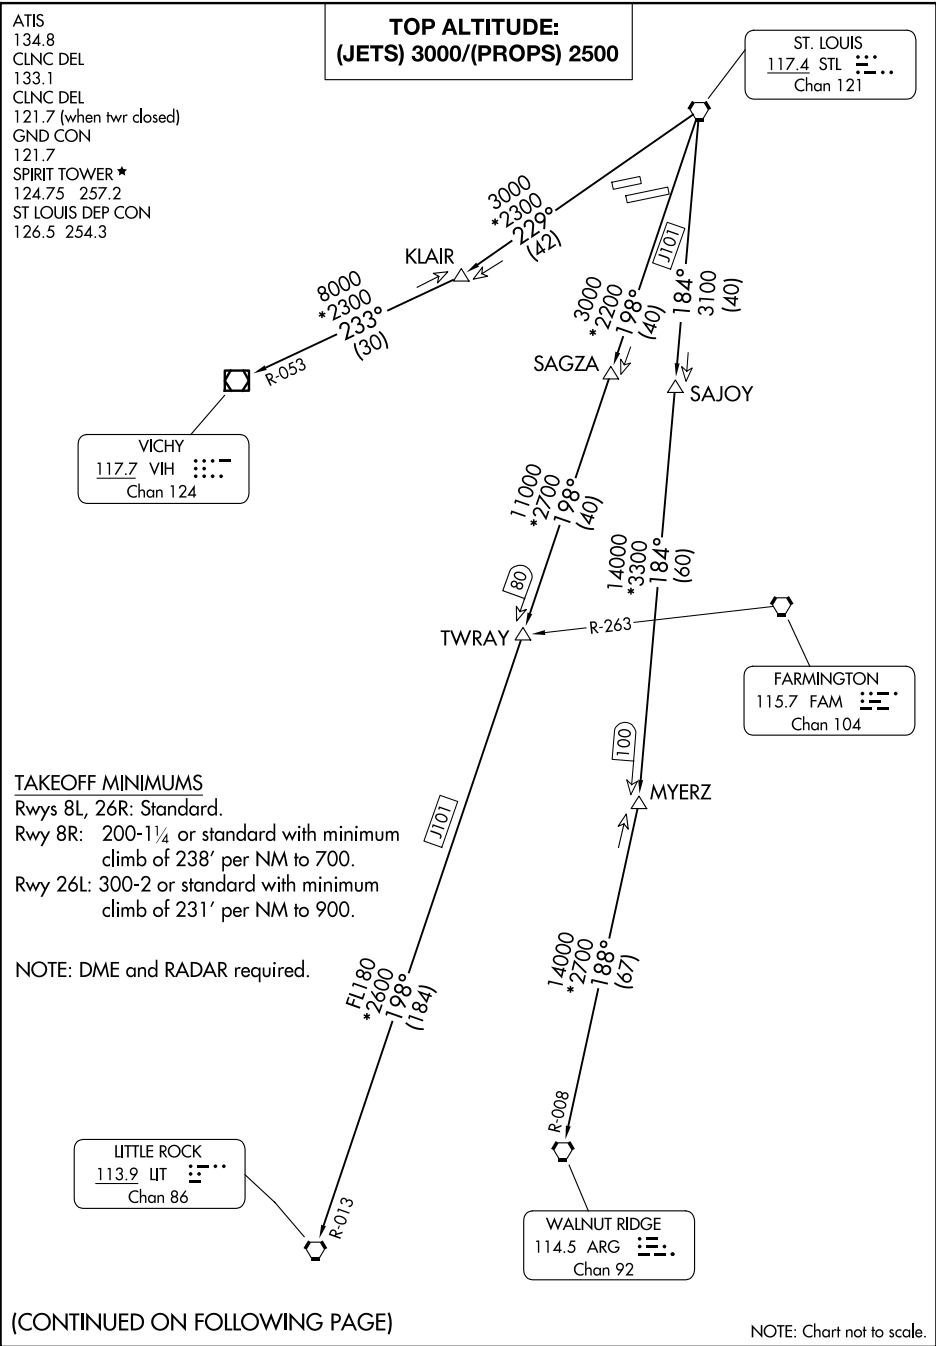 ATIS
134.8
CLNC DEL
133.1
CLNC DEL
121.7 (when twr closed)
GND CON
121.7
SPIRIT TOWER ★
124.75 257.2
ST LOUIS DEP CON
126.5 254.3
TOP ALTITUDE:
(JETS) 3000/(PROPS) 2500
ST. LOUIS
117.4 STL
Chan 121
3000
*2300
229°
(42)
KLAIR
8000
*2300
233°
(30)
R-053
VICHY
117.7 VIH
Chan 124
J101
3000
*2200
198°
(40)
184°
3100
(40)
SAGZA
SAJOY
11000
*2700
198°
(40)
14000
*3300
184°
(60)
80
TWRAY
R-263
FARMINGTON
115.7 FAM
Chan 104
100
MYERZ
TAKEOFF MINIMUMS
Rwys 8L, 26R: Standard.
Rwy 8R: 200-1¼ or standard with minimum
climb of 238' per NM to 700.
Rwy 26L: 300-2 or standard with minimum
climb of 231' per NM to 900.
NOTE: DME and RADAR required.
J101
FL180
*2600
198°
(184)
14000
*2700
188°
(67)
R-008
LITTLE ROCK
113.9 LIT
Chan 86
R-013
WALNUT RIDGE
114.5 ARG
Chan 92
(CONTINUED ON FOLLOWING PAGE)
NOTE: Chart not to scale.